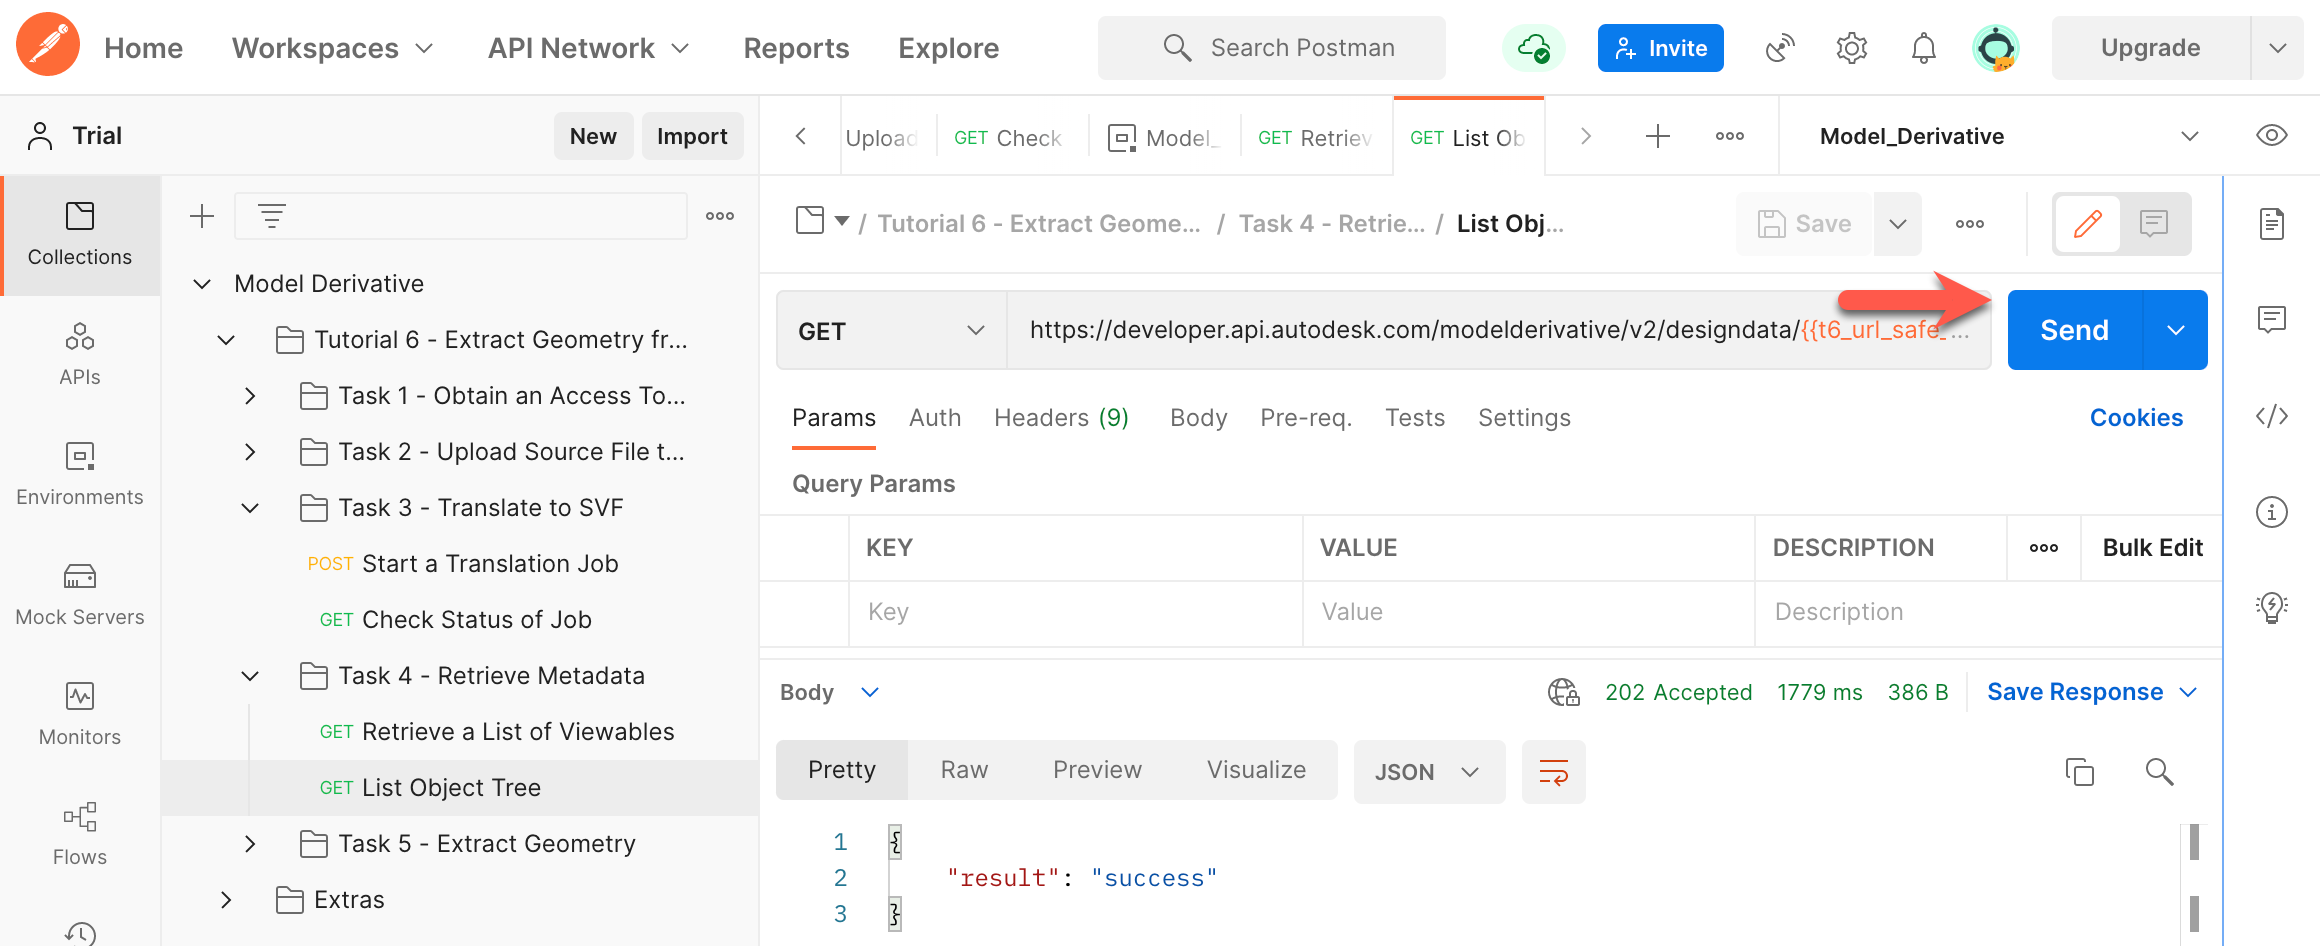 Home
Workspaces
API Network
Reports
Explore
Search Postman
Invite
Upgrade
Trial
New
Import
Upload
GET Check
Model_
GET Retriev
GET List Ob
Model_Derivative
Collections
APIs
Environments
Mock Servers
Monitors
Flows
Model Derivative
Tutorial 6 - Extract Geometry fr...
Task 1 - Obtain an Access To...
Task 2 - Upload Source File t...
Task 3 - Translate to SVF
POST Start a Translation Job
GET Check Status of Job
Task 4 - Retrieve Metadata
GET Retrieve a List of Viewables
GET List Object Tree
Task 5 - Extract Geometry
Extras
/ Tutorial 6 - Extract Geome... / Task 4 - Retrie... / List Obj...
Save
GET
https://developer.api.autodesk.com/modelderivative/v2/designdata/{{t6_url_safe_...
Send
Params
Auth
Headers (9)
Body
Pre-req.
Tests
Settings
Cookies
Query Params
KEY
VALUE
DESCRIPTION
Bulk Edit
Key
Value
Description
Body
202 Accepted
1779 ms
386 B
Save Response
Pretty
Raw
Preview
Visualize
JSON
1 {
2 "result": "success"
3 }